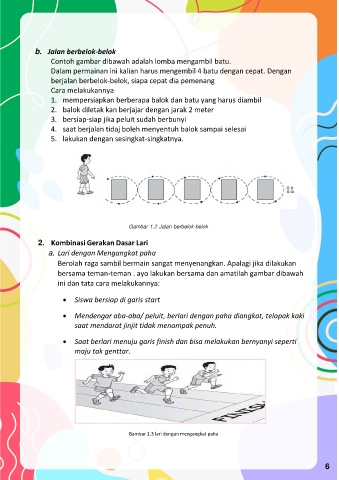 b. Jalan berbelok-belok
Contoh gambar dibawah adalah lomba mengambil batu.
Dalam permainan ini kalian harus mengembil 4 batu dengan cepat. Dengan
berjalan berbelok-belok, siapa cepat dia pemenang
Cara melakukannya:
1. mempersiapkan berberapa balok dan batu yang harus diambil
2. balok diletak kan berjajar dengan jarak 2 meter
3. bersiap-siap jika peluit sudah berbunyi
4. saat berjalan tidaj boleh menyentuh balok sampai selesai
5. lakukan dengan sesingkat-singkatnya.
Gambar 1.2 Jalan berbelok-belok
2. Kombinasi Gerakan Dasar Lari
a. Lari dengan Mengangkat paha
Berolah raga sambil bermain sangat menyenangkan. Apalagi jika dilakukan
bersama teman-teman . ayo lakukan bersama dan amatilah gambar dibawah
ini dan tata cara melakukannya:
• Siswa bersiap di garis start
• Mendengar aba-aba/ peluit, berlari dengan paha diangkat, telapak kaki
saat mendarat jinjit tidak menampak penuh.
• Saat berlari menuju garis finish dan bisa melakukan bernyanyi seperti
maju tak genttar.
FINISH
Gambar 1.3 lari dengan mengangkat paha
6